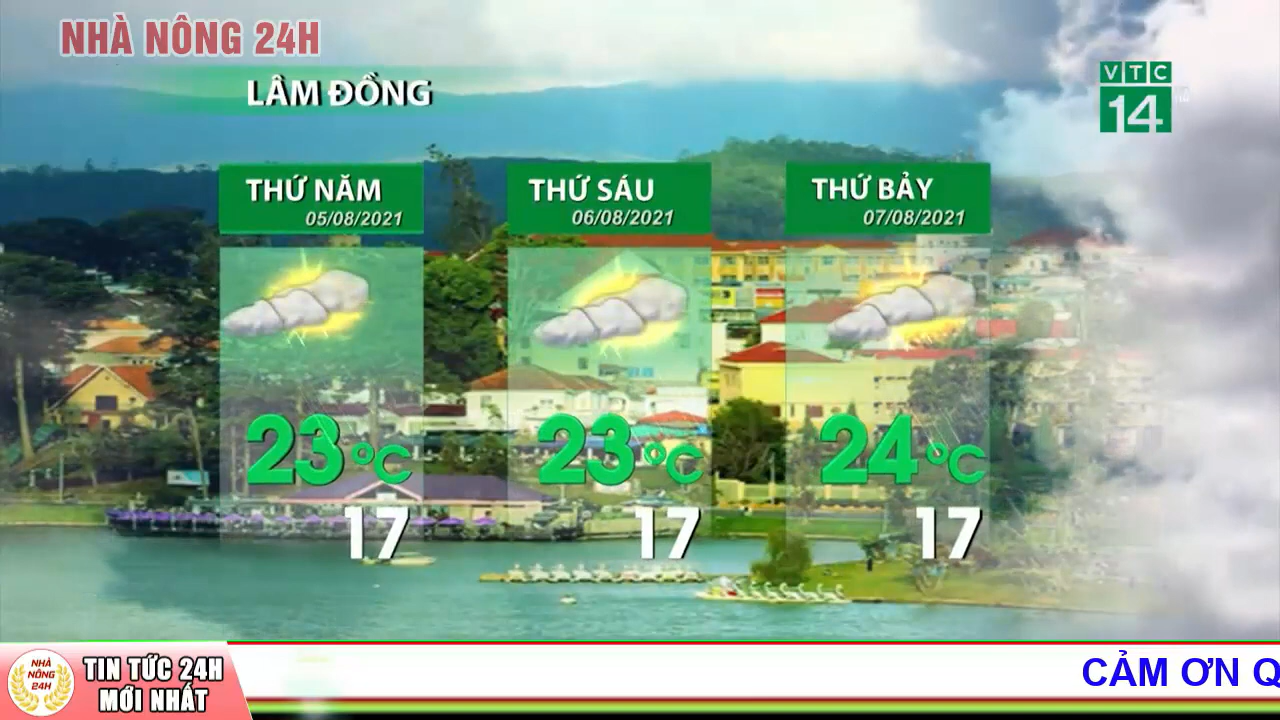 NHÀ NÔNG 24H
LÂM ĐỒNG
VTC
14
THỨ NĂM
05/08/2021
THỨ SÁU
06/08/2021
THỨ BẢY
07/08/2021
23°C
23°C
24°C
17
17
17
NHÀ
NÔNG
24H
TIN TỨC 24H
MỚI NHẤT
CẢM ƠN Q